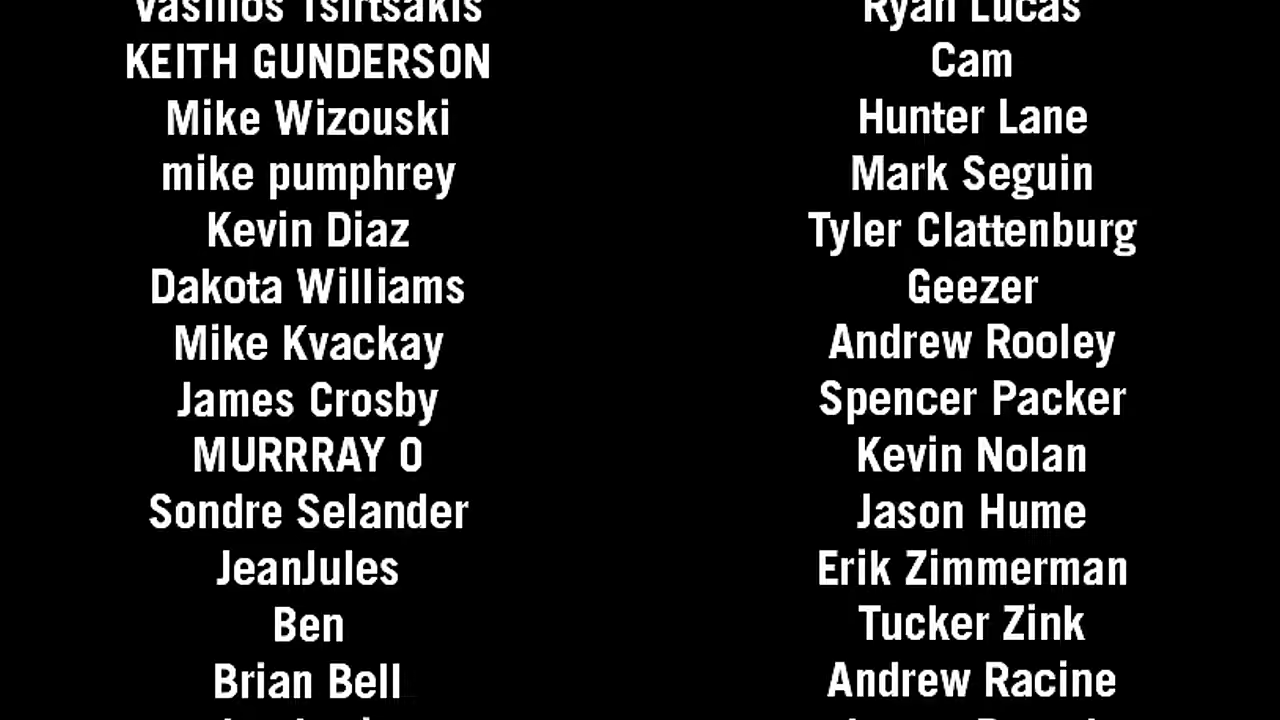 Vasilios Tsirtsakis
KEITH GUNDERSON
Mike Wizouski
mike pumphrey
Kevin Diaz
Dakota Williams
Mike Kvackay
James Crosby
MURRRAY O
Sondre Selander
JeanJules
Ben
Brian Bell
Ryan Lucas
Cam
Hunter Lane
Mark Seguin
Tyler Clattenburg
Geezer
Andrew Rooley
Spencer Packer
Kevin Nolan
Jason Hume
Erik Zimmerman
Tucker Zink
Andrew Racine